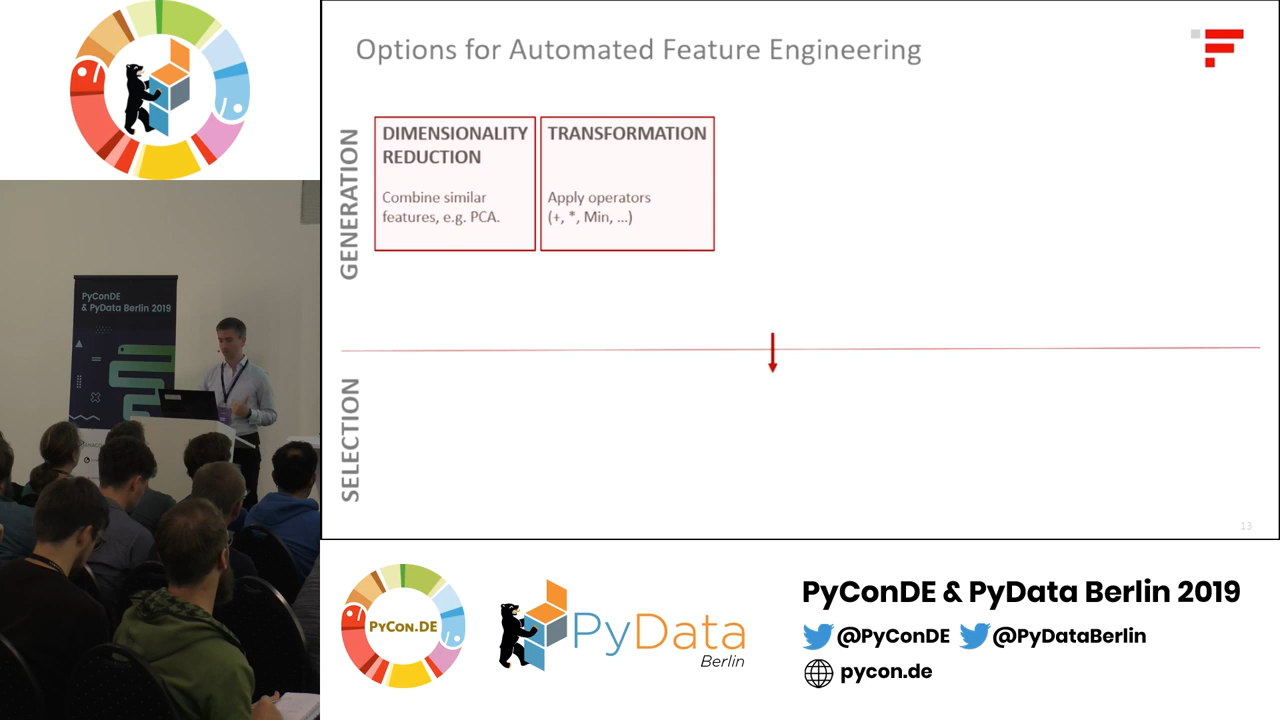 Options for Automated Feature Engineering
GENERATION
DIMENSIONALITY
REDUCTION
Combine similar
features, e.g. PCA.
TRANSFORMATION
Apply operators
(+, *, Min, ...)
SELECTION
13
PyConDE
& PyData Berlin 2019
PYCON.DE
PyData
Berlin
PyConDE & PyData Berlin 2019
@PyConDE @PyDataBerlin
pycon.de